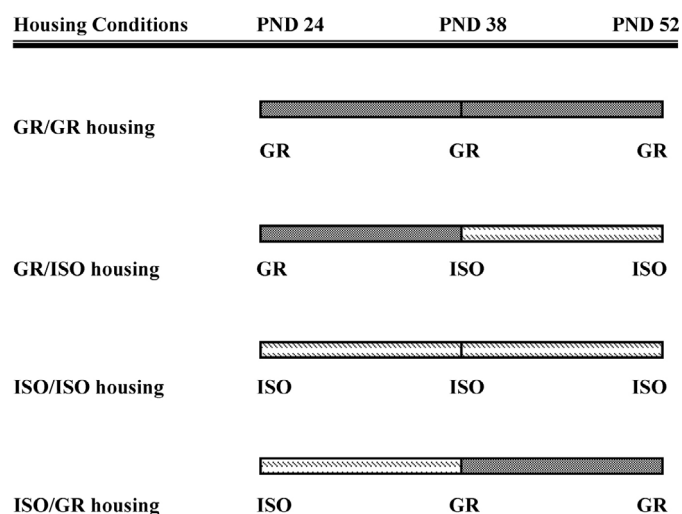 Housing Conditions PND 24 PND 38 PND 52
GR/GR housing
GR GR GR
GR/ISO housing GR ISO ISO
ISO/ISO housing ISO ISO ISO
ISO/GR housing ISO GR GR